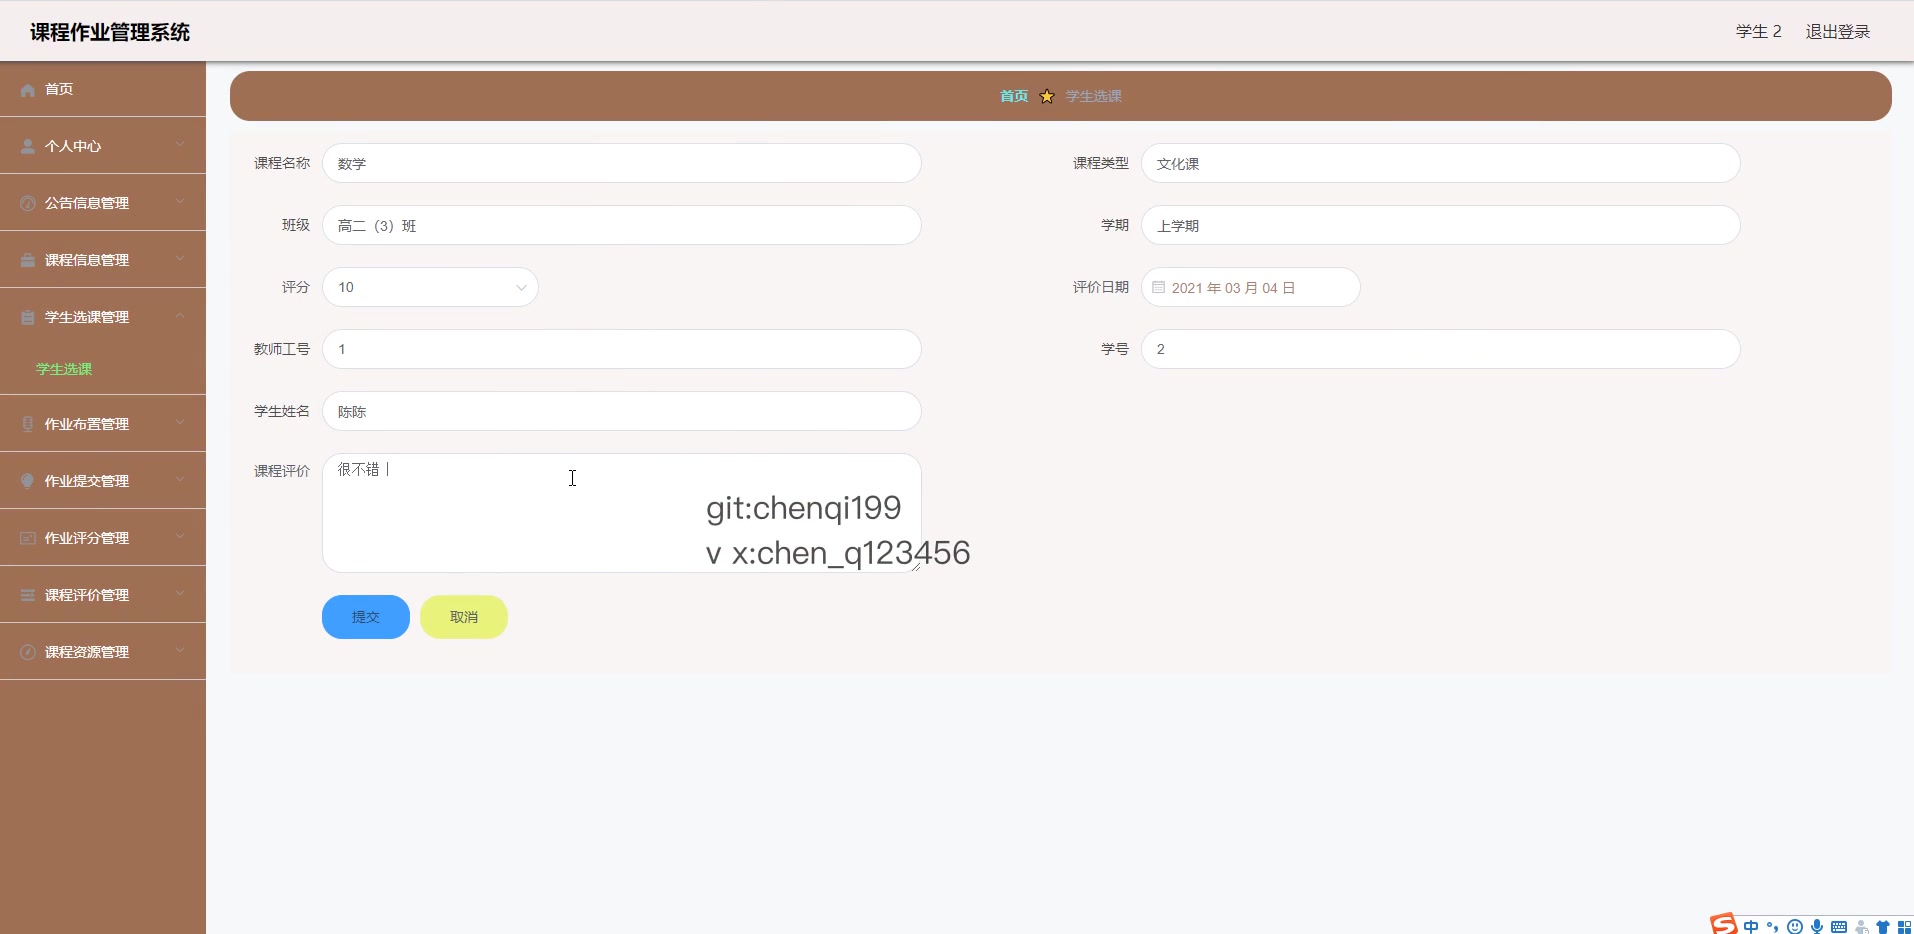 课程作业管理系统
学生 2 退出登录
首页
个人中心
公告信息管理
课程信息管理
学生选课管理
学生选课
作业布置管理
作业提交管理
作业评分管理
课程评价管理
课程资源管理
首页 学生选课
课程名称 数学 课程类型 文化课
班级 高二（3）班 学期 上学期
评分 10 评价日期 2021 年 03 月 04 日
教师工号 1 学号 2
学生姓名 陈陈
课程评价 很不错
git:chenqi199
v x:chen_q123456
提交 取消
中